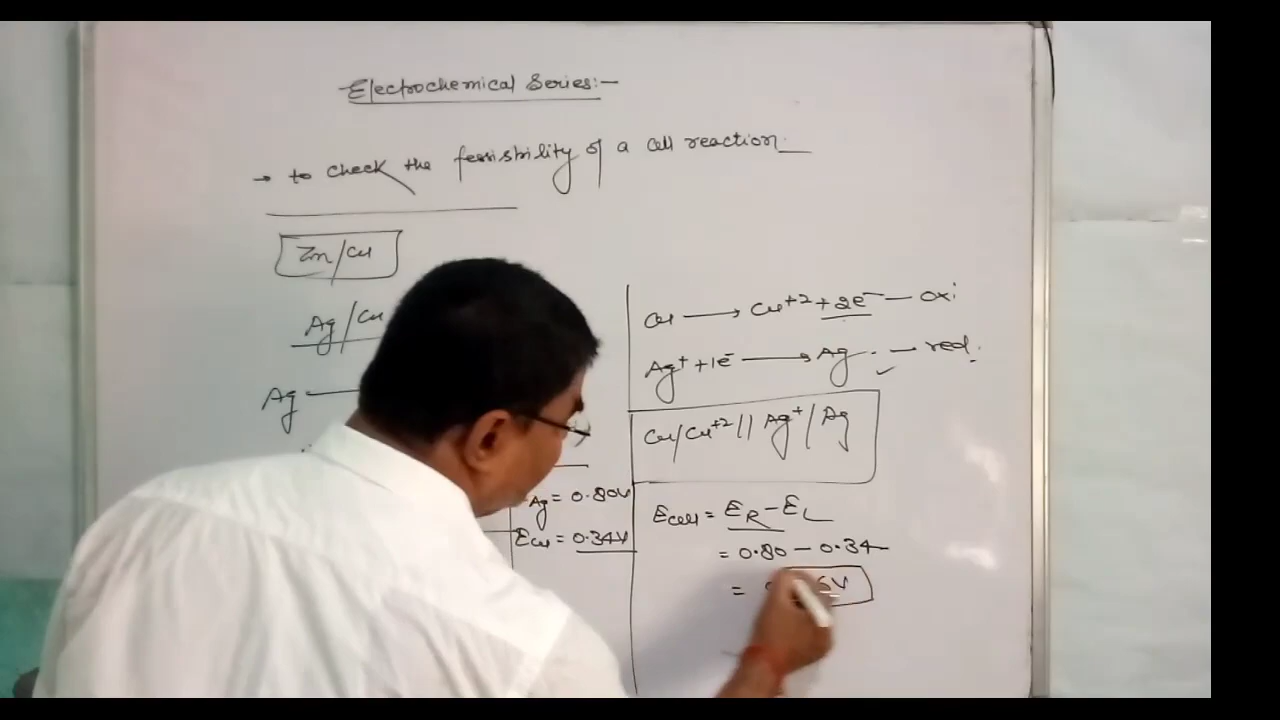 Electrochemical Series:-
→ to check the feasisbility of a cell reaction.
Zn/Cu
Ag/Cu
Ag
Ag = 0.80V
ECu = 0.34V
Cu → Cu+2 + 2e- — oxi
Ag+ + 1e- → Ag. — red.
Cu/Cu+2//Ag+/Ag
Ecell = ER - EL
= 0.80 - 0.34
=